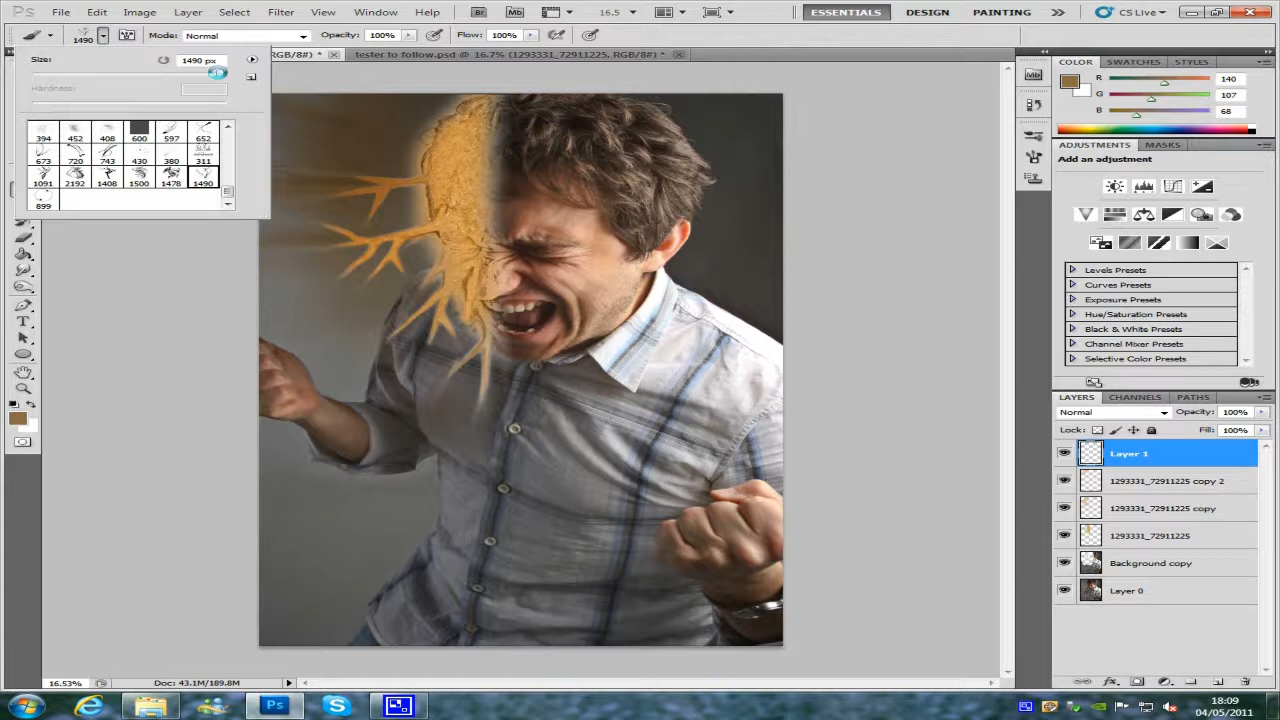 Ps File Edit Image Layer Select Filter View Window Help Br Mb 16.5 ESSENTIALS DESIGN PAINTING CS Live
1490 Mode: Normal Opacity: 100% Flow: 100%
RGB/8#) * tester to follow.psd @ 16.7% (1293331_72911225, RGB/8#) *
Size: 1490 px
Hardness:
394 452 408 600 597 652
673 720 743 430 380 311
1091 2192 1408 1500 1478 1490
899
COLOR SWATCHES STYLES
R 140
G 107
B 68
ADJUSTMENTS MASKS
Add an adjustment
Levels Presets
Curves Presets
Exposure Presets
Hue/Saturation Presets
Black & White Presets
Channel Mixer Presets
Selective Color Presets
LAYERS CHANNELS PATHS
Normal Opacity: 100%
Lock: Fill: 100%
Layer 1
1293331_72911225 copy 2
1293331_72911225 copy
1293331_72911225
Background copy
Layer 0
16.53% Doc: 43.1M/189.8M
Ps
18:09
04/05/2011